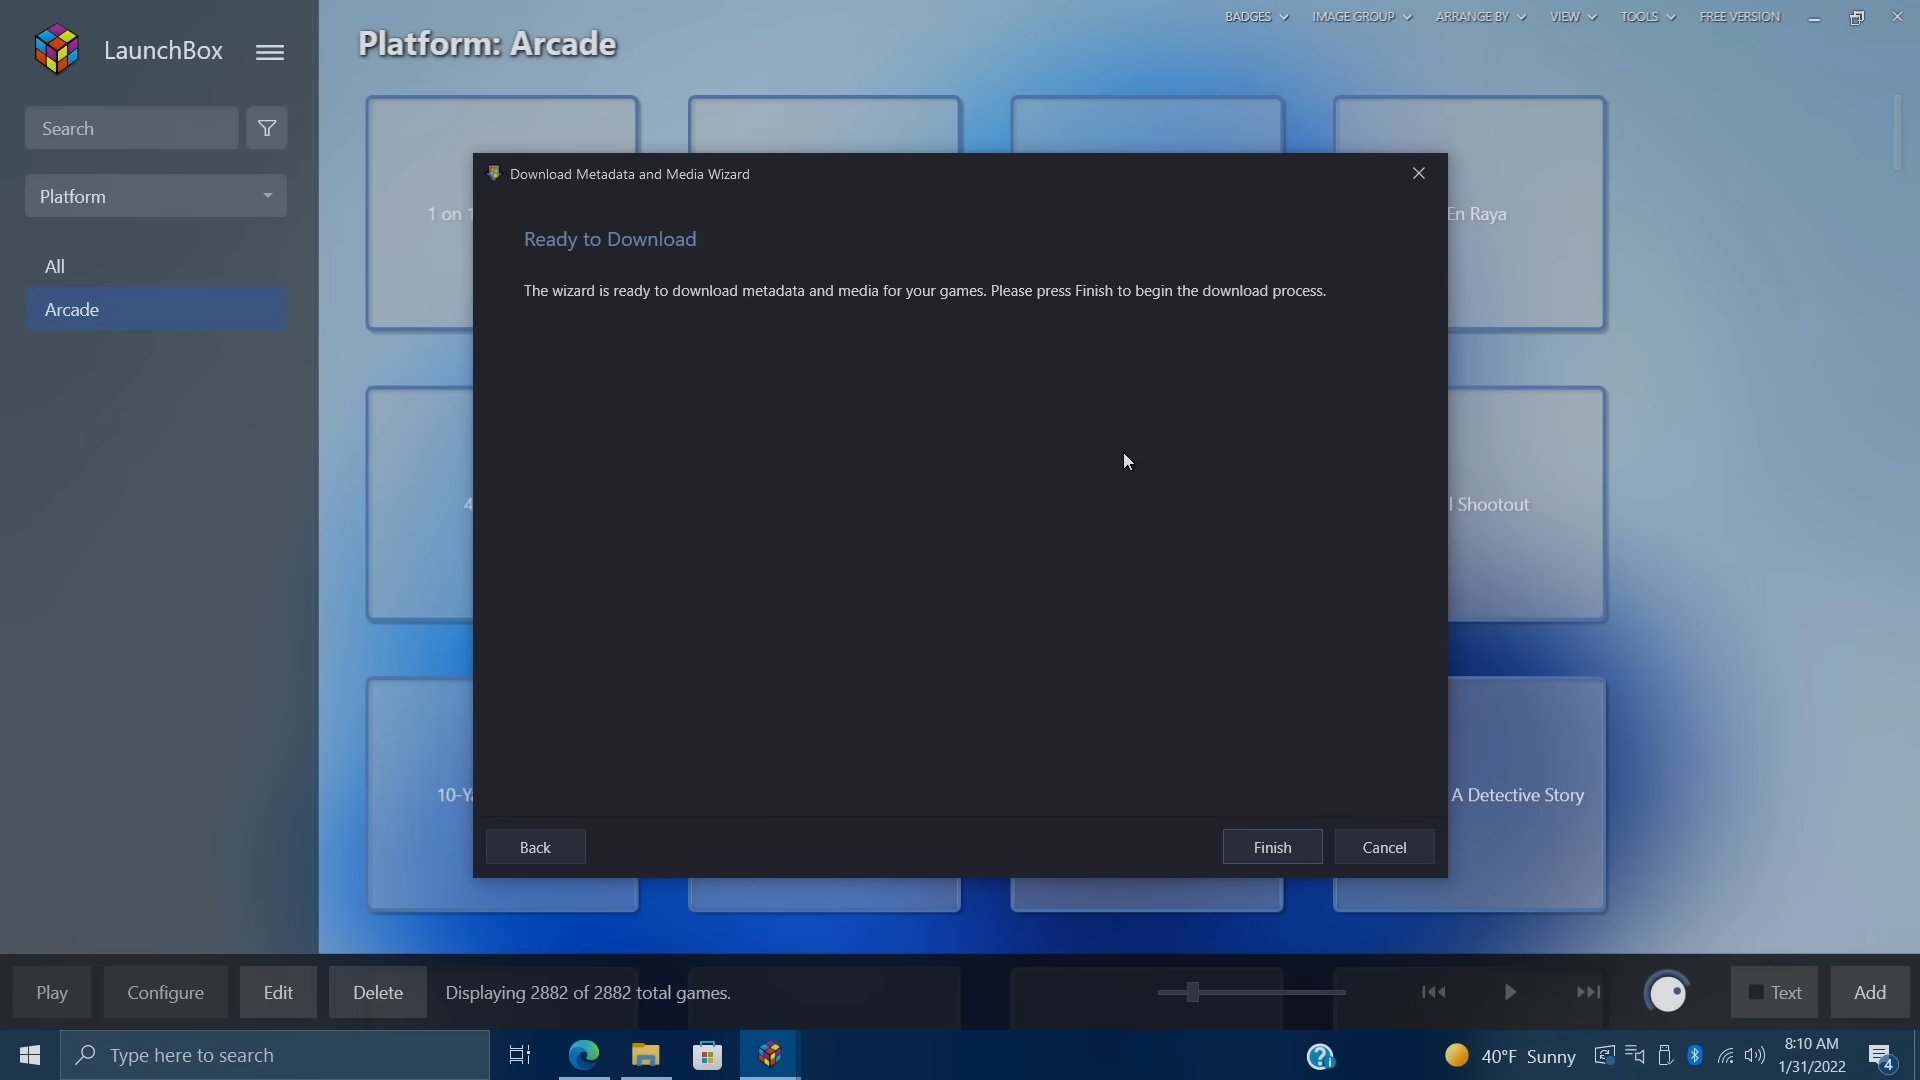 LaunchBox
Platform: Arcade
BADGES
IMAGE GROUP
ARRANGE BY
VIEW
TOOLS
FREE VERSION
Search
Platform
All
Arcade
1 on 1
En Raya
Download Metadata and Media Wizard
Ready to Download
The wizard is ready to download metadata and media for your games. Please press Finish to begin the download process.
4
l Shootout
10-Ya
A Detective Story
Back
Finish
Cancel
Play
Configure
Edit
Delete
Displaying 2882 of 2882 total games.
Text
Add
Type here to search
40°F Sunny
8:10 AM
1/31/2022
4